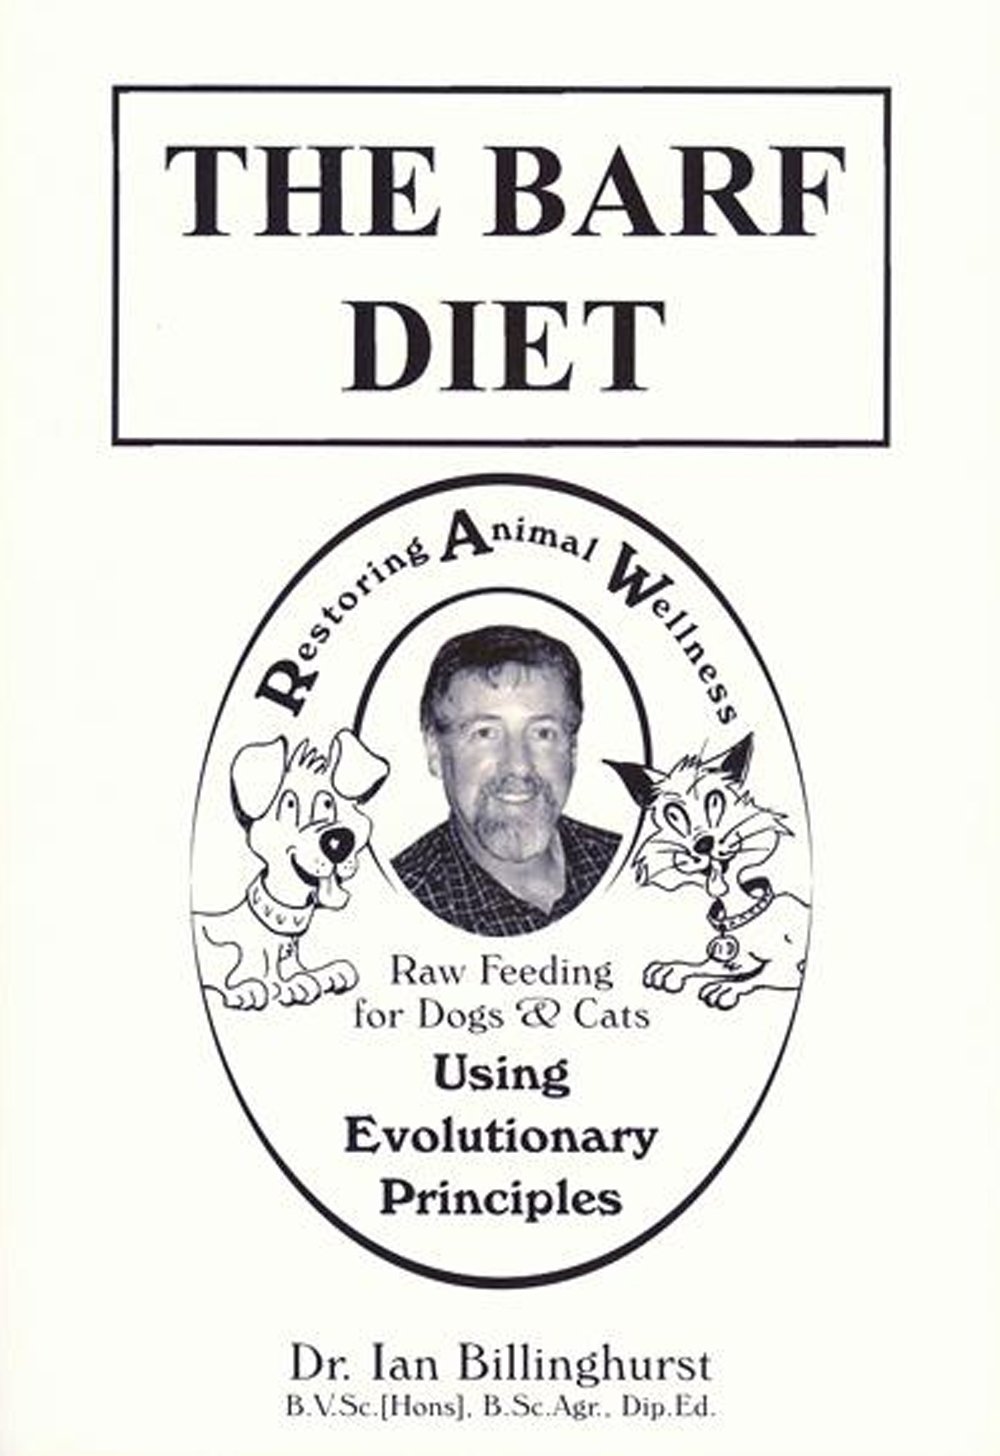 THE BARF
DIET
Restoring Animal Wellness
Raw Feeding
for Dogs & Cats
Using
Evolutionary
Principles
Dr. Ian Billinghurst
B.V.Sc.[Hons], B.Sc.Agr., Dip.Ed.